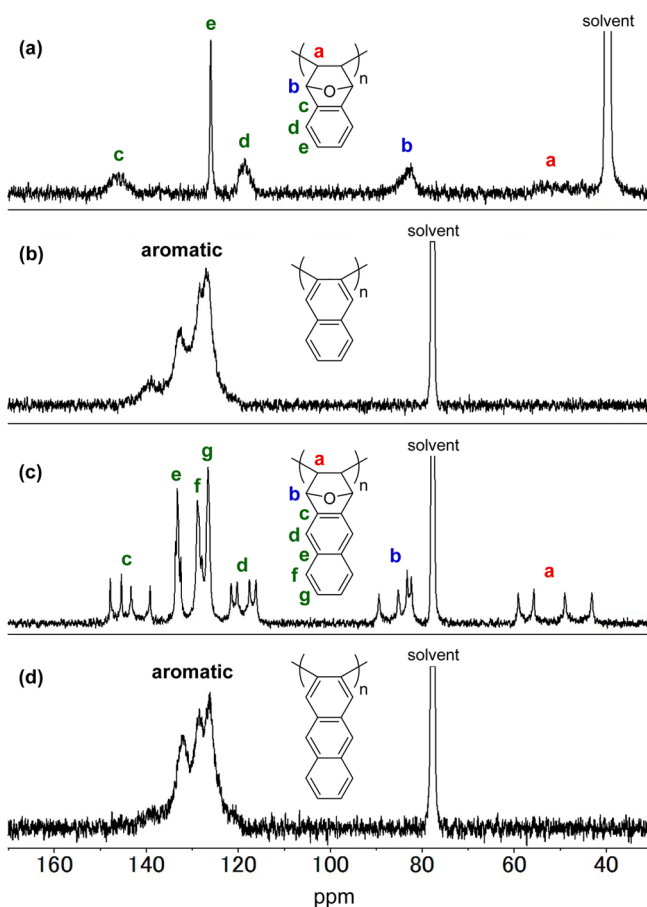 solvent
(a)
e
a
n
b
O
c
d
e
c
d
b
a
(b)
aromatic
n
solvent
(c)
e
f
g
a
n
b
O
c
d
e
f
g
c
d
b
solvent
a
(d)
aromatic
n
solvent
160
140
120
100
80
60
40
ppm